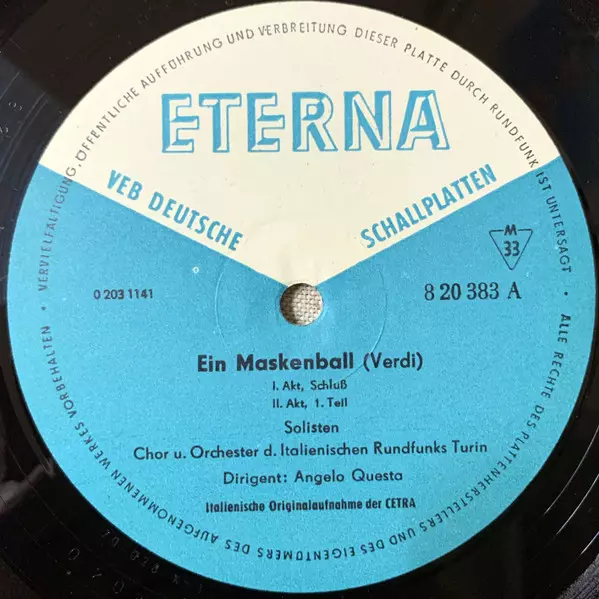 ETERNA
VEB DEUTSCHE SCHALLPLATTEN
M
33
0 203 1141
8 20 383 A
Ein Maskenball (Verdi)
I. Akt, Schluß
II. Akt, 1. Teil
Solisten
Chor u. Orchester d. Italienischen Rundfunks Turin
Dirigent: Angelo Questa
Italienische Originalaufnahme der CETRA
ALLE RECHTE DES PLATTENHERSTELLERS UND DES EIGENTÜMERS DES AUFGENOMMENEN WERKES VORBEHALTEN • VERVIELFÄLTIGUNG, ÖFFENTLICHE AUFFÜHRUNG UND VERBREITUNG DIESER PLATTE DURCH RUNDFUNK IST UNTERSAGT •